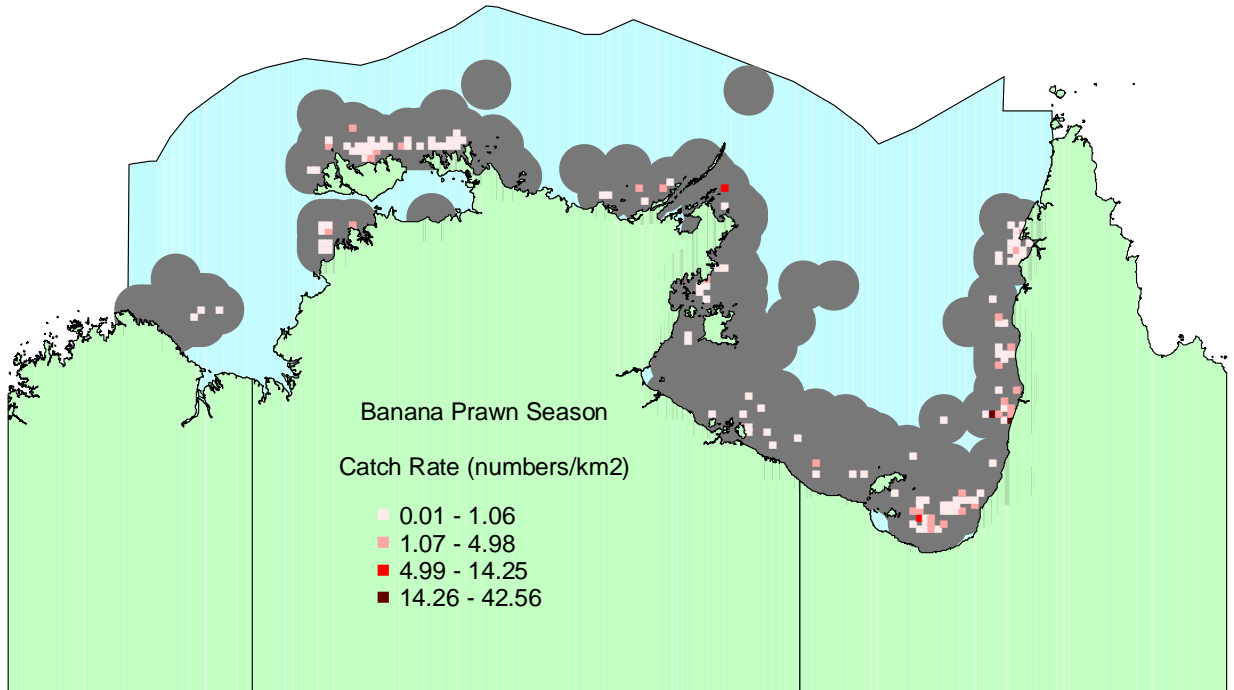 Banana Prawn Season
Catch Rate (numbers/km2)
0.01 - 1.06
1.07 - 4.98
4.99 - 14.25
14.26 - 42.56